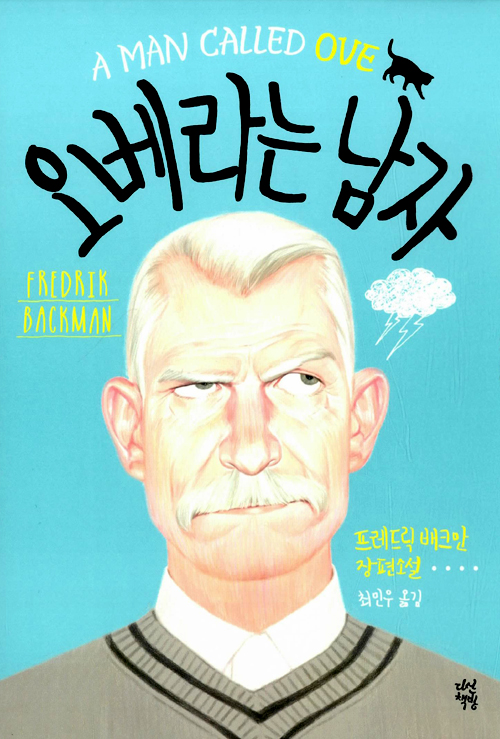 A MAN CALLED OVE
오베라는 남자
FREDRIK
BACKMAN
프레드릭 배크만
장편소설 ····
최민우 옮김
다산
책방